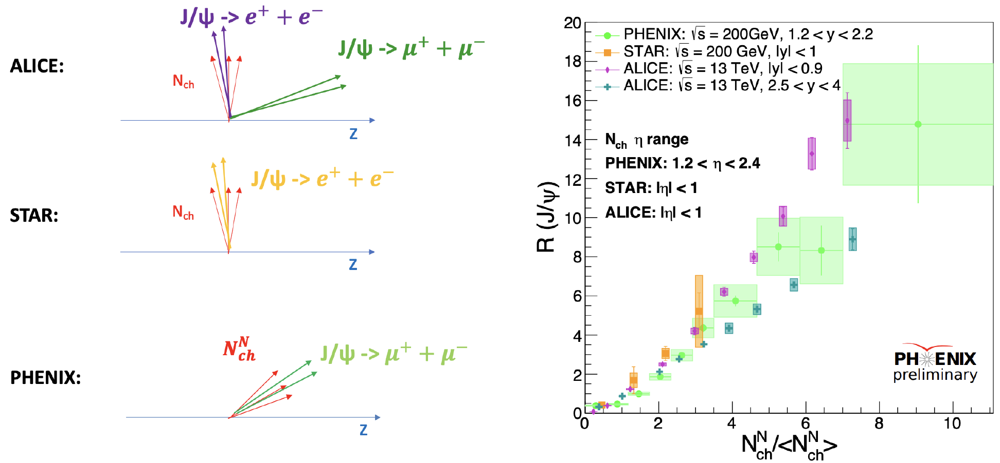 J/ψ -> e⁺ + e⁻
J/ψ -> μ⁺ + μ⁻
ALICE:
N_ch
Z
J/ψ -> e⁺ + e⁻
STAR:
N_ch
Z
N_ch^N
J/ψ -> μ⁺ + μ⁻
PHENIX:
Z
PHENIX: √s = 200GeV, 1.2 < y < 2.2
STAR: √s = 200 GeV, |y| < 1
ALICE: √s = 13 TeV, |y| < 0.9
ALICE: √s = 13 TeV, 2.5 < y < 4
N_ch η range
PHENIX: 1.2 < η < 2.4
STAR: |η| < 1
ALICE: |η| < 1
R (J/ψ)
20
18
16
14
12
10
8
6
4
2
0
0 2 4 6 8 10
N_ch^N/<N_ch^N>
PHENIX
preliminary